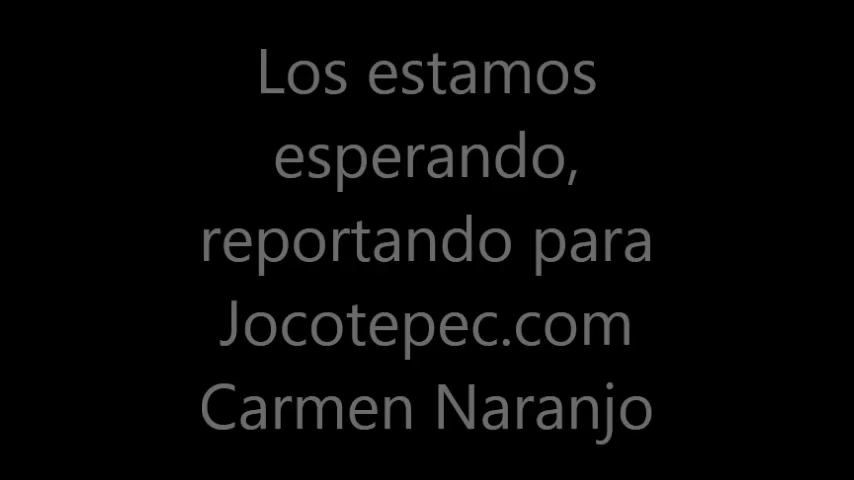 Los estamos
esperando,
reportando para
Jocotepec.com
Carmen Naranjo